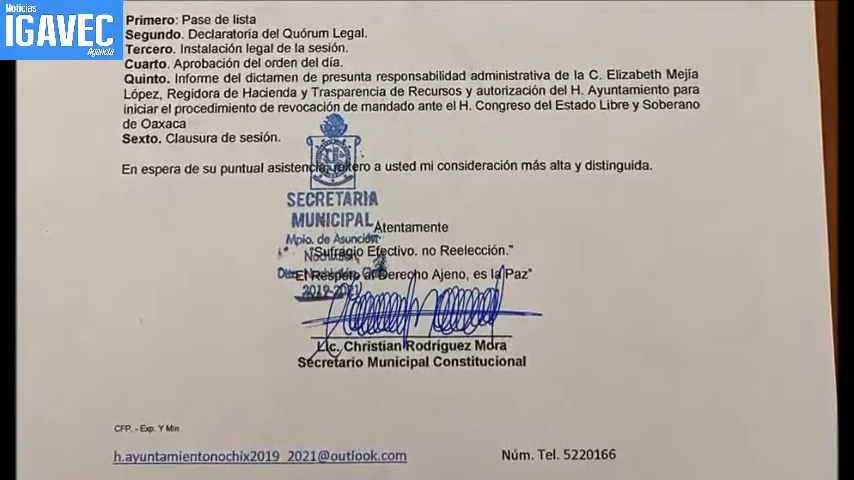 Noticias
IGAVEC
Agencia
Primero: Pase de lista
Segundo. Declaratoria del Quórum Legal.
Tercero. Instalación legal de la sesión.
Cuarto. Aprobación del orden del día.
Quinto. Informe del dictamen de presunta responsabilidad administrativa de la C. Elizabeth Mejía
López, Regidora de Hacienda y Trasparencia de Recursos y autorización del H. Ayuntamiento para
iniciar el procedimiento de revocación de mandado ante el H. Congreso del Estado Libre y Soberano
de Oaxaca
Sexto. Clausura de sesión.
En espera de su puntual asistencia, reitero a usted mi consideración más alta y distinguida.
SECRETARIA
MUNICIPAL
Atentamente
Mpio. de Asunción
"Sufragio Efectivo. no Reelección."
"El Respeto al Derecho Ajeno, es la Paz"
2019-2021
Lic. Christian Rodríguez Mora
Secretario Municipal Constitucional
CFP. - Exp. Y Min
h.ayuntamientonochix2019_2021@outlook.com
Núm. Tel. 5220166